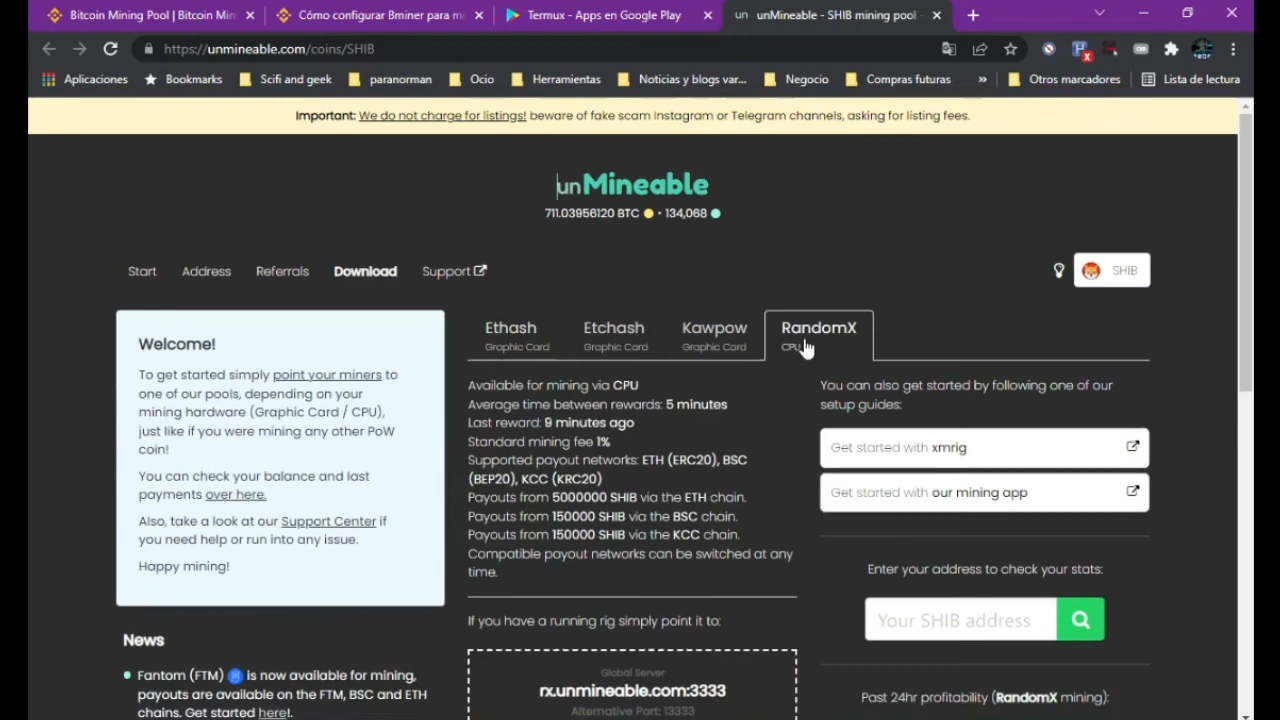 Bitcoin Mining Pool | Bitcoin Min
Cómo configurar Bminer para mi
Termux - Apps en Google Play
unMineable - SHIB mining pool -
https://unmineable.com/coins/SHIB
Aplicaciones
Bookmarks
Scifi and geek
paranorman
Ocio
Herramientas
Noticias y blogs var...
Negocio
Compras futuras
»
Otros marcadores
Lista de lectura
Important: We do not charge for listings! beware of fake scam Instagram or Telegram channels, asking for listing fees.
unMineable
711.03956120 BTC • 134,068
Start
Address
Referrals
Download
Support
SHIB
Welcome!
To get started simply point your miners to
one of our pools, depending on your
mining hardware (Graphic Card / CPU),
just like if you were mining any other PoW
coin!
You can check your balance and last
payments over here.
Also, take a look at our Support Center if
you need help or run into any issue.
Happy mining!
News
Fantom (FTM) is now available for mining,
payouts are available on the FTM, BSC and ETH
chains. Get started here!.
Ethash
Graphic Card
Etchash
Graphic Card
Kawpow
Graphic Card
RandomX
CPU
Available for mining via CPU
Average time between rewards: 5 minutes
Last reward: 9 minutes ago
Standard mining fee 1%
Supported payout networks: ETH (ERC20), BSC
(BEP20), KCC (KRC20)
Payouts from 5000000 SHIB via the ETH chain.
Payouts from 150000 SHIB via the BSC chain.
Payouts from 150000 SHIB via the KCC chain.
Compatible payout networks can be switched at any
time.
If you have a running rig simply point it to:
Global Server
rx.unmineable.com:3333
Alternative Port: 13333
You can also get started by following one of our
setup guides:
Get started with xmrig
Get started with our mining app
Enter your address to check your stats:
Your SHIB address
Past 24hr profitability (RandomX mining):